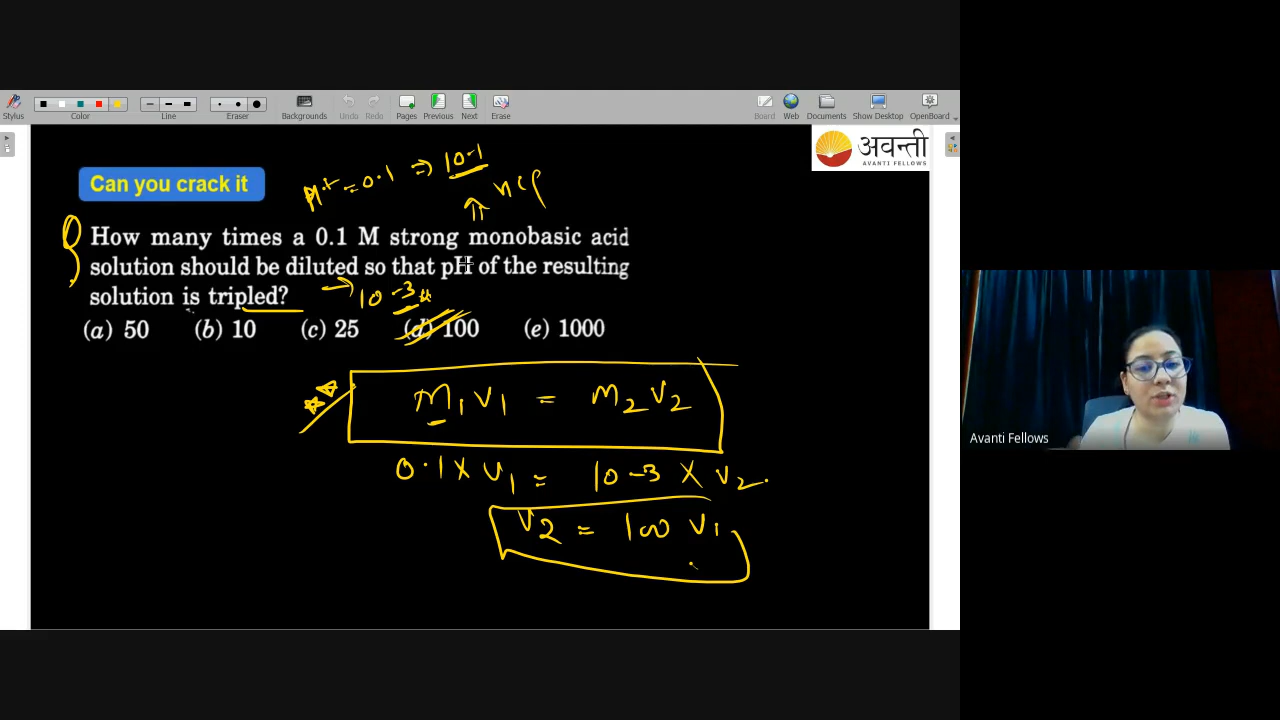 Stylus
Color
Line
Eraser
Backgrounds
Undo
Redo
Pages
Previous
Next
Erase
Board
Web
Documents
Show Desktop
OpenBoard
अवन्ती
AVANTI FELLOWS
Can you crack it
H+ = 0.1 ⇒ 10-1
How many times a 0.1 M strong monobasic acid
solution should be diluted so that pH of the resulting
solution is tripled?
→ 10-3
(a) 50 (b) 10 (c) 25 (d) 100 (e) 1000
M1V1 = M2V2
0.1 x V1 = 10-3 x V2.
V2 = 100 V1
Avanti Fellows